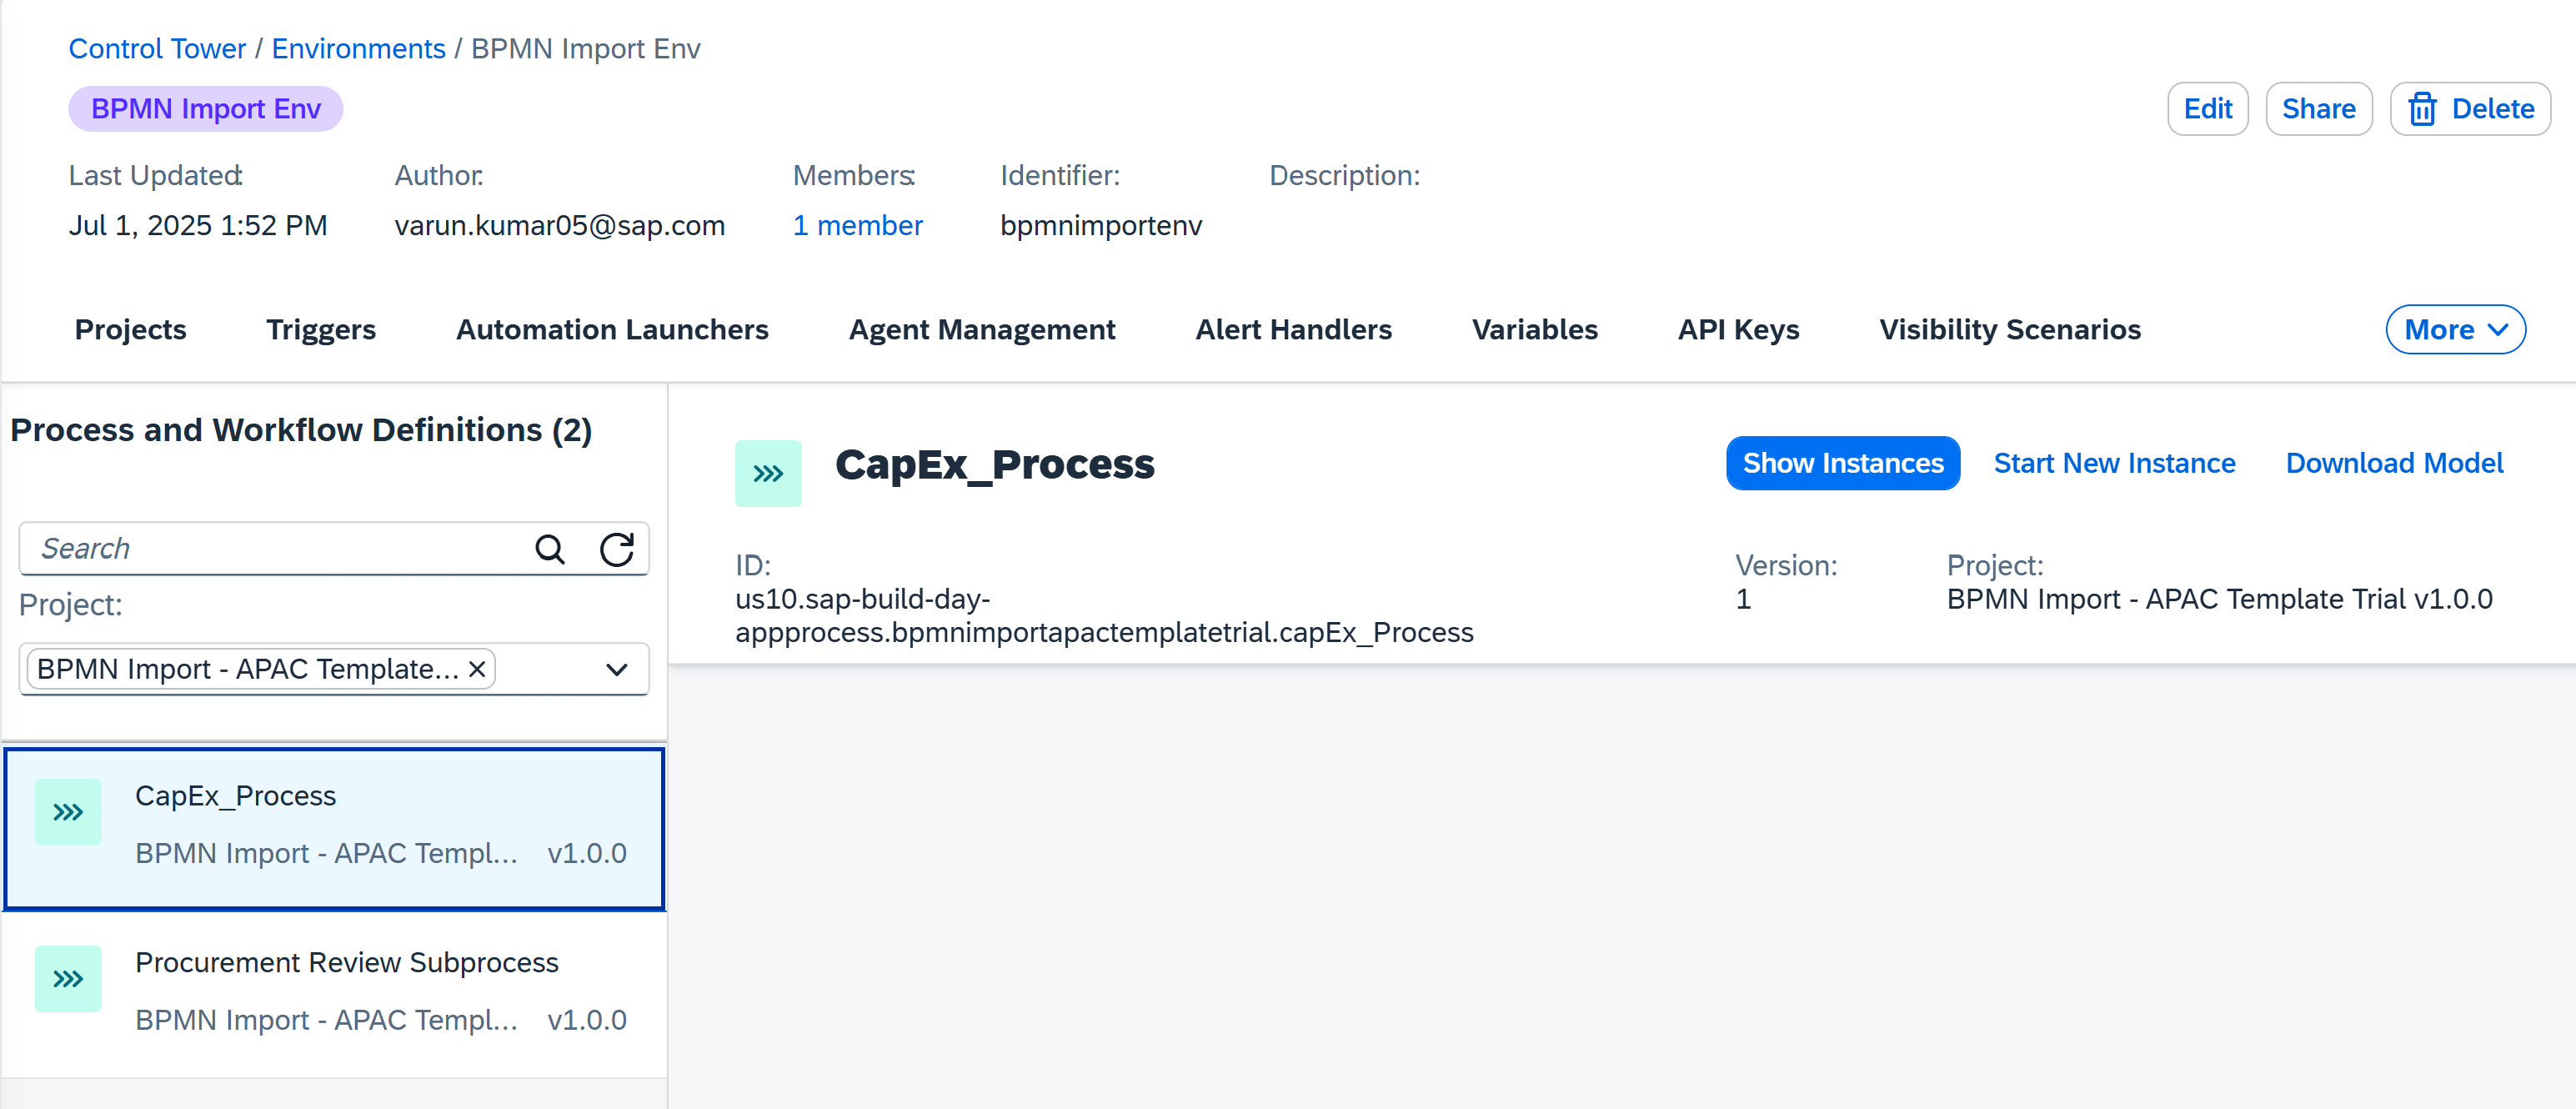 Control Tower / Environments / BPMN Import Env
BPMN Import Env
Edit
Share
Delete
Last Updated:
Author:
Members:
Identifier:
Description:
Jul 1, 2025 1:52 PM
varun.kumar05@sap.com
1 member
bpmnimportenv
Projects
Triggers
Automation Launchers
Agent Management
Alert Handlers
Variables
API Keys
Visibility Scenarios
More
Process and Workflow Definitions (2)
Search
Project:
BPMN Import - APAC Template...
CapEx_Process
BPMN Import - APAC Templ... v1.0.0
Procurement Review Subprocess
BPMN Import - APAC Templ... v1.0.0
CapEx_Process
Show Instances
Start New Instance
Download Model
ID:
us10.sap-build-day-
appprocess.bpmnimportapactemplatetrial.capEx_Process
Version:
1
Project:
BPMN Import - APAC Template Trial v1.0.0